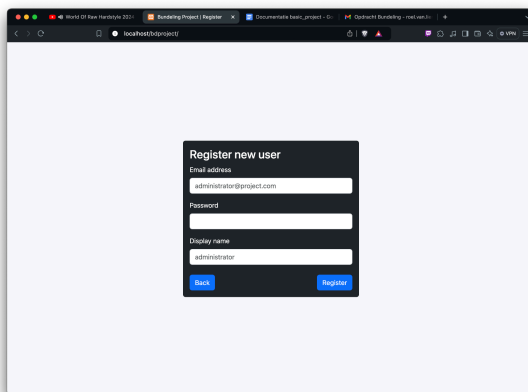 World Of Raw Hardstyle 2024
Bundeling Project | Register
Documentatie basic_project - Go
Opdracht Bundeling - roel.van.
localhost/bdproject/
VPN
Register new user
Email address
administrator@project.com
Password
Display name
administrator
Back
Register